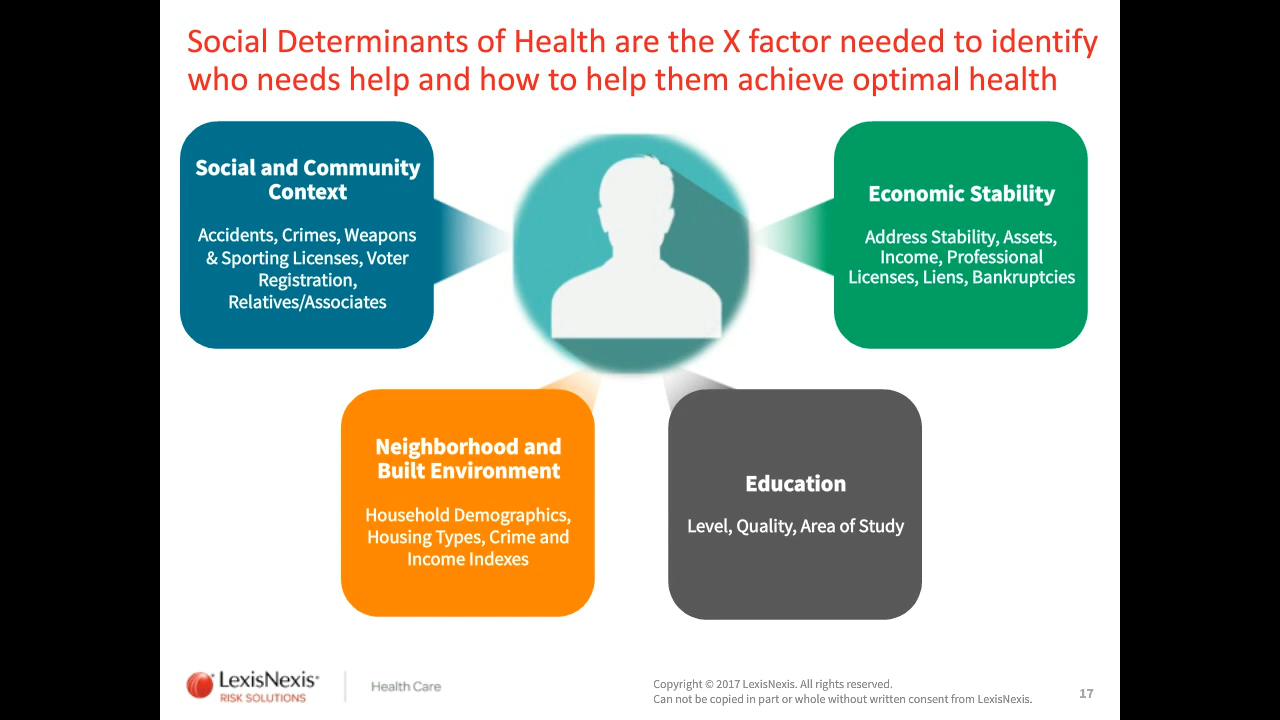 Social Determinants of Health are the X factor needed to identify
who needs help and how to help them achieve optimal health
Social and Community
Context
Accidents, Crimes, Weapons
& Sporting Licenses, Voter
Registration,
Relatives/Associates
Economic Stability
Address Stability, Assets,
Income, Professional
Licenses, Liens, Bankruptcies
Neighborhood and
Built Environment
Household Demographics,
Housing Types, Crime and
Income Indexes
Education
Level, Quality, Area of Study
LexisNexis®
RISK SOLUTIONS
Health Care
Copyright © 2017 LexisNexis. All rights reserved.
Can not be copied in part or whole without written consent from LexisNexis.
17